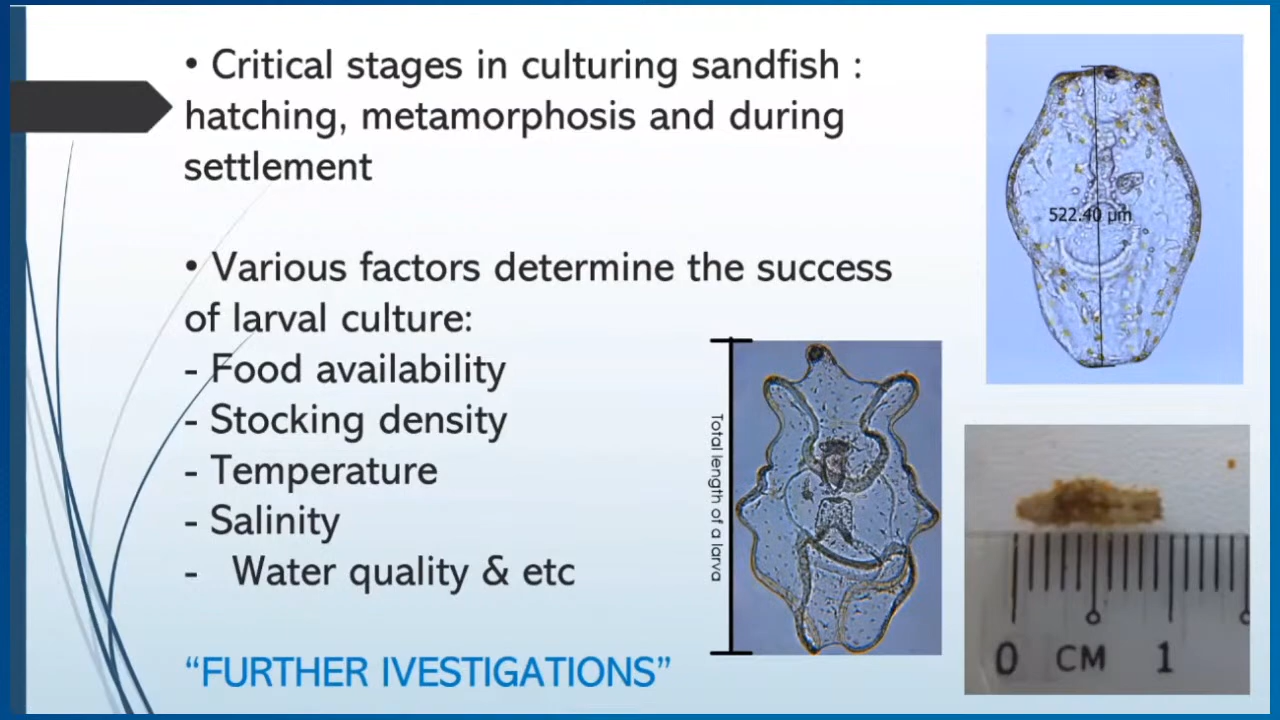 • Critical stages in culturing sandfish :
hatching, metamorphosis and during
settlement
• Various factors determine the success
of larval culture:
- Food availability
- Stocking density
- Temperature
- Salinity
- Water quality & etc
“FURTHER IVESTIGATIONS”
522.40 µm
Total length of a larva
0 CM 1